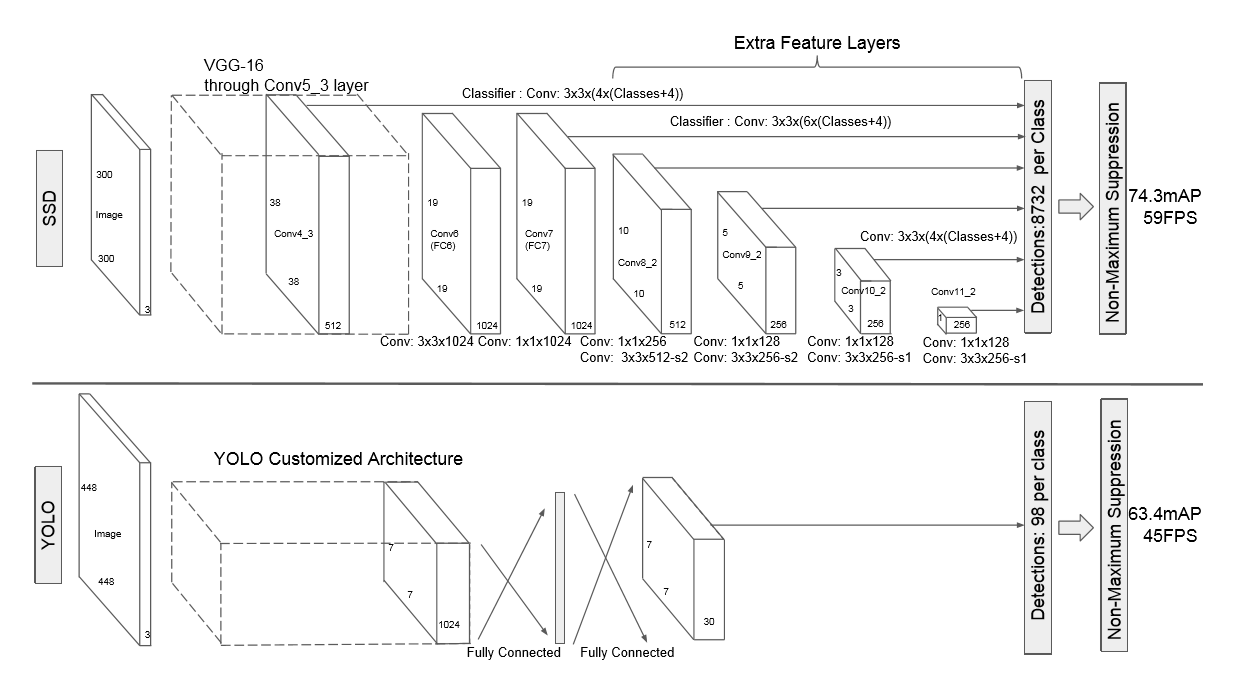 Extra Feature Layers
VGG-16
through Conv5_3 layer
Classifier : Conv: 3x3x(4x(Classes+4))
Classifier : Conv: 3x3x(6x(Classes+4))
SSD
300
Image
300
3
38
Conv4_3
38
512
19
Conv6
(FC6)
19
1024
19
Conv7
(FC7)
19
1024
10
Conv8_2
10
512
5
Conv9_2
5
256
Conv: 3x3x(4x(Classes+4))
3
Conv10_2
3
256
Conv11_2
1
256
Conv: 3x3x1024
Conv: 1x1x1024
Conv: 1x1x256
Conv: 3x3x512-s2
Conv: 1x1x128
Conv: 3x3x256-s2
Conv: 1x1x128
Conv: 3x3x256-s1
Conv: 1x1x128
Conv: 3x3x256-s1
Detections:8732 per Class
Non-Maximum Suppression
74.3mAP
59FPS
YOLO
448
Image
448
3
YOLO Customized Architecture
7
7
1024
Fully Connected
Fully Connected
7
7
30
Detections: 98 per class
Non-Maximum Suppression
63.4mAP
45FPS